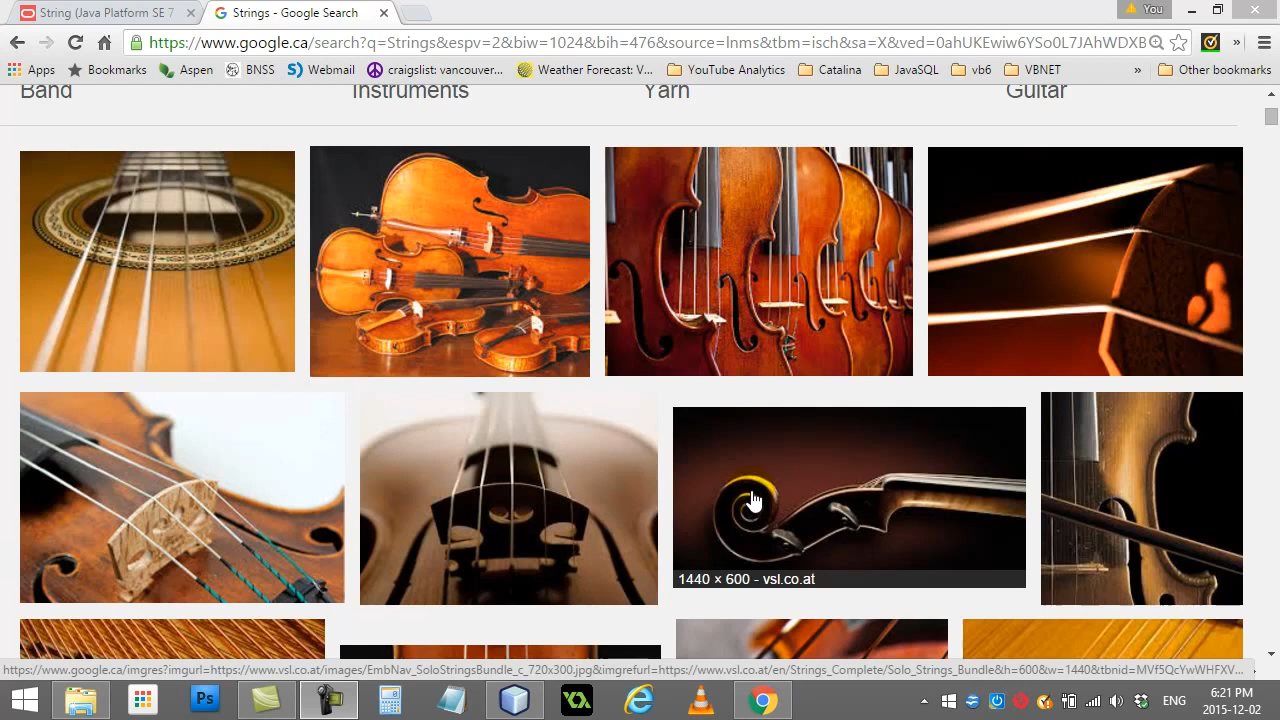 String (Java Platform SE 7
Strings - Google Search
You
https://www.google.ca/search?q=Strings&espv=2&biw=1024&bih=476&source=lnms&tbm=isch&sa=X&ved=0ahUKEwiw6YSo0L7JAhWDXB
Apps Bookmarks Aspen BNSS Webmail craigslist: vancouver... Weather Forecast: V... YouTube Analytics Catalina JavaSQL vb6 VBNET » Other bookmarks
Band Instruments Yarn Guitar
1440 × 600 - vsl.co.at
https://www.google.ca/imgres?imgurl=https://www.vsl.co.at/images/EmbNav_SoloStringsBundle_c_720x300.jpg&imgrefurl=https://www.vsl.co.at/en/Strings_Complete/Solo_Strings_Bundle&h=600&w=1440&tbnid=MVf5QcYwWHFXV...
Ps
ENG
6:21 PM
2015-12-02